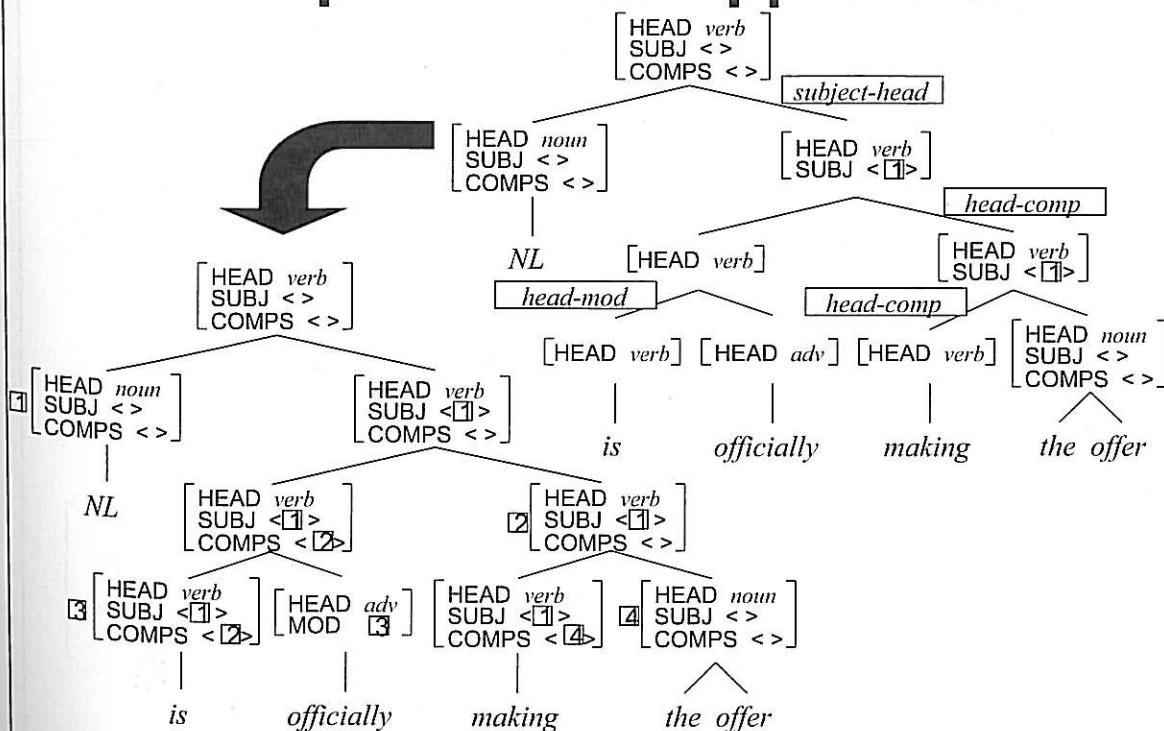 HEAD verb
SUBJ < >
COMPS < >
subject-head
HEAD noun
SUBJ < >
COMPS < >
HEAD verb
SUBJ < 1 >
head-comp
NL
[HEAD verb]
HEAD verb
SUBJ < 1 >
head-mod
head-comp
[HEAD verb] [HEAD adv] [HEAD verb]
HEAD noun
SUBJ < >
COMPS < >
is officially making the offer
HEAD verb
SUBJ < >
COMPS < >
1 HEAD noun
SUBJ < >
COMPS < >
HEAD verb
SUBJ < 1 >
COMPS < >
NL
HEAD verb
SUBJ < 1 >
COMPS < 2 >
2 HEAD verb
SUBJ < 1 >
COMPS < >
3 HEAD verb
SUBJ < 1 >
COMPS < 2 >
HEAD adv
MOD 3
HEAD verb
SUBJ < 1 >
COMPS < 4 >
4 HEAD noun
SUBJ < >
COMPS < >
is officially making the offer